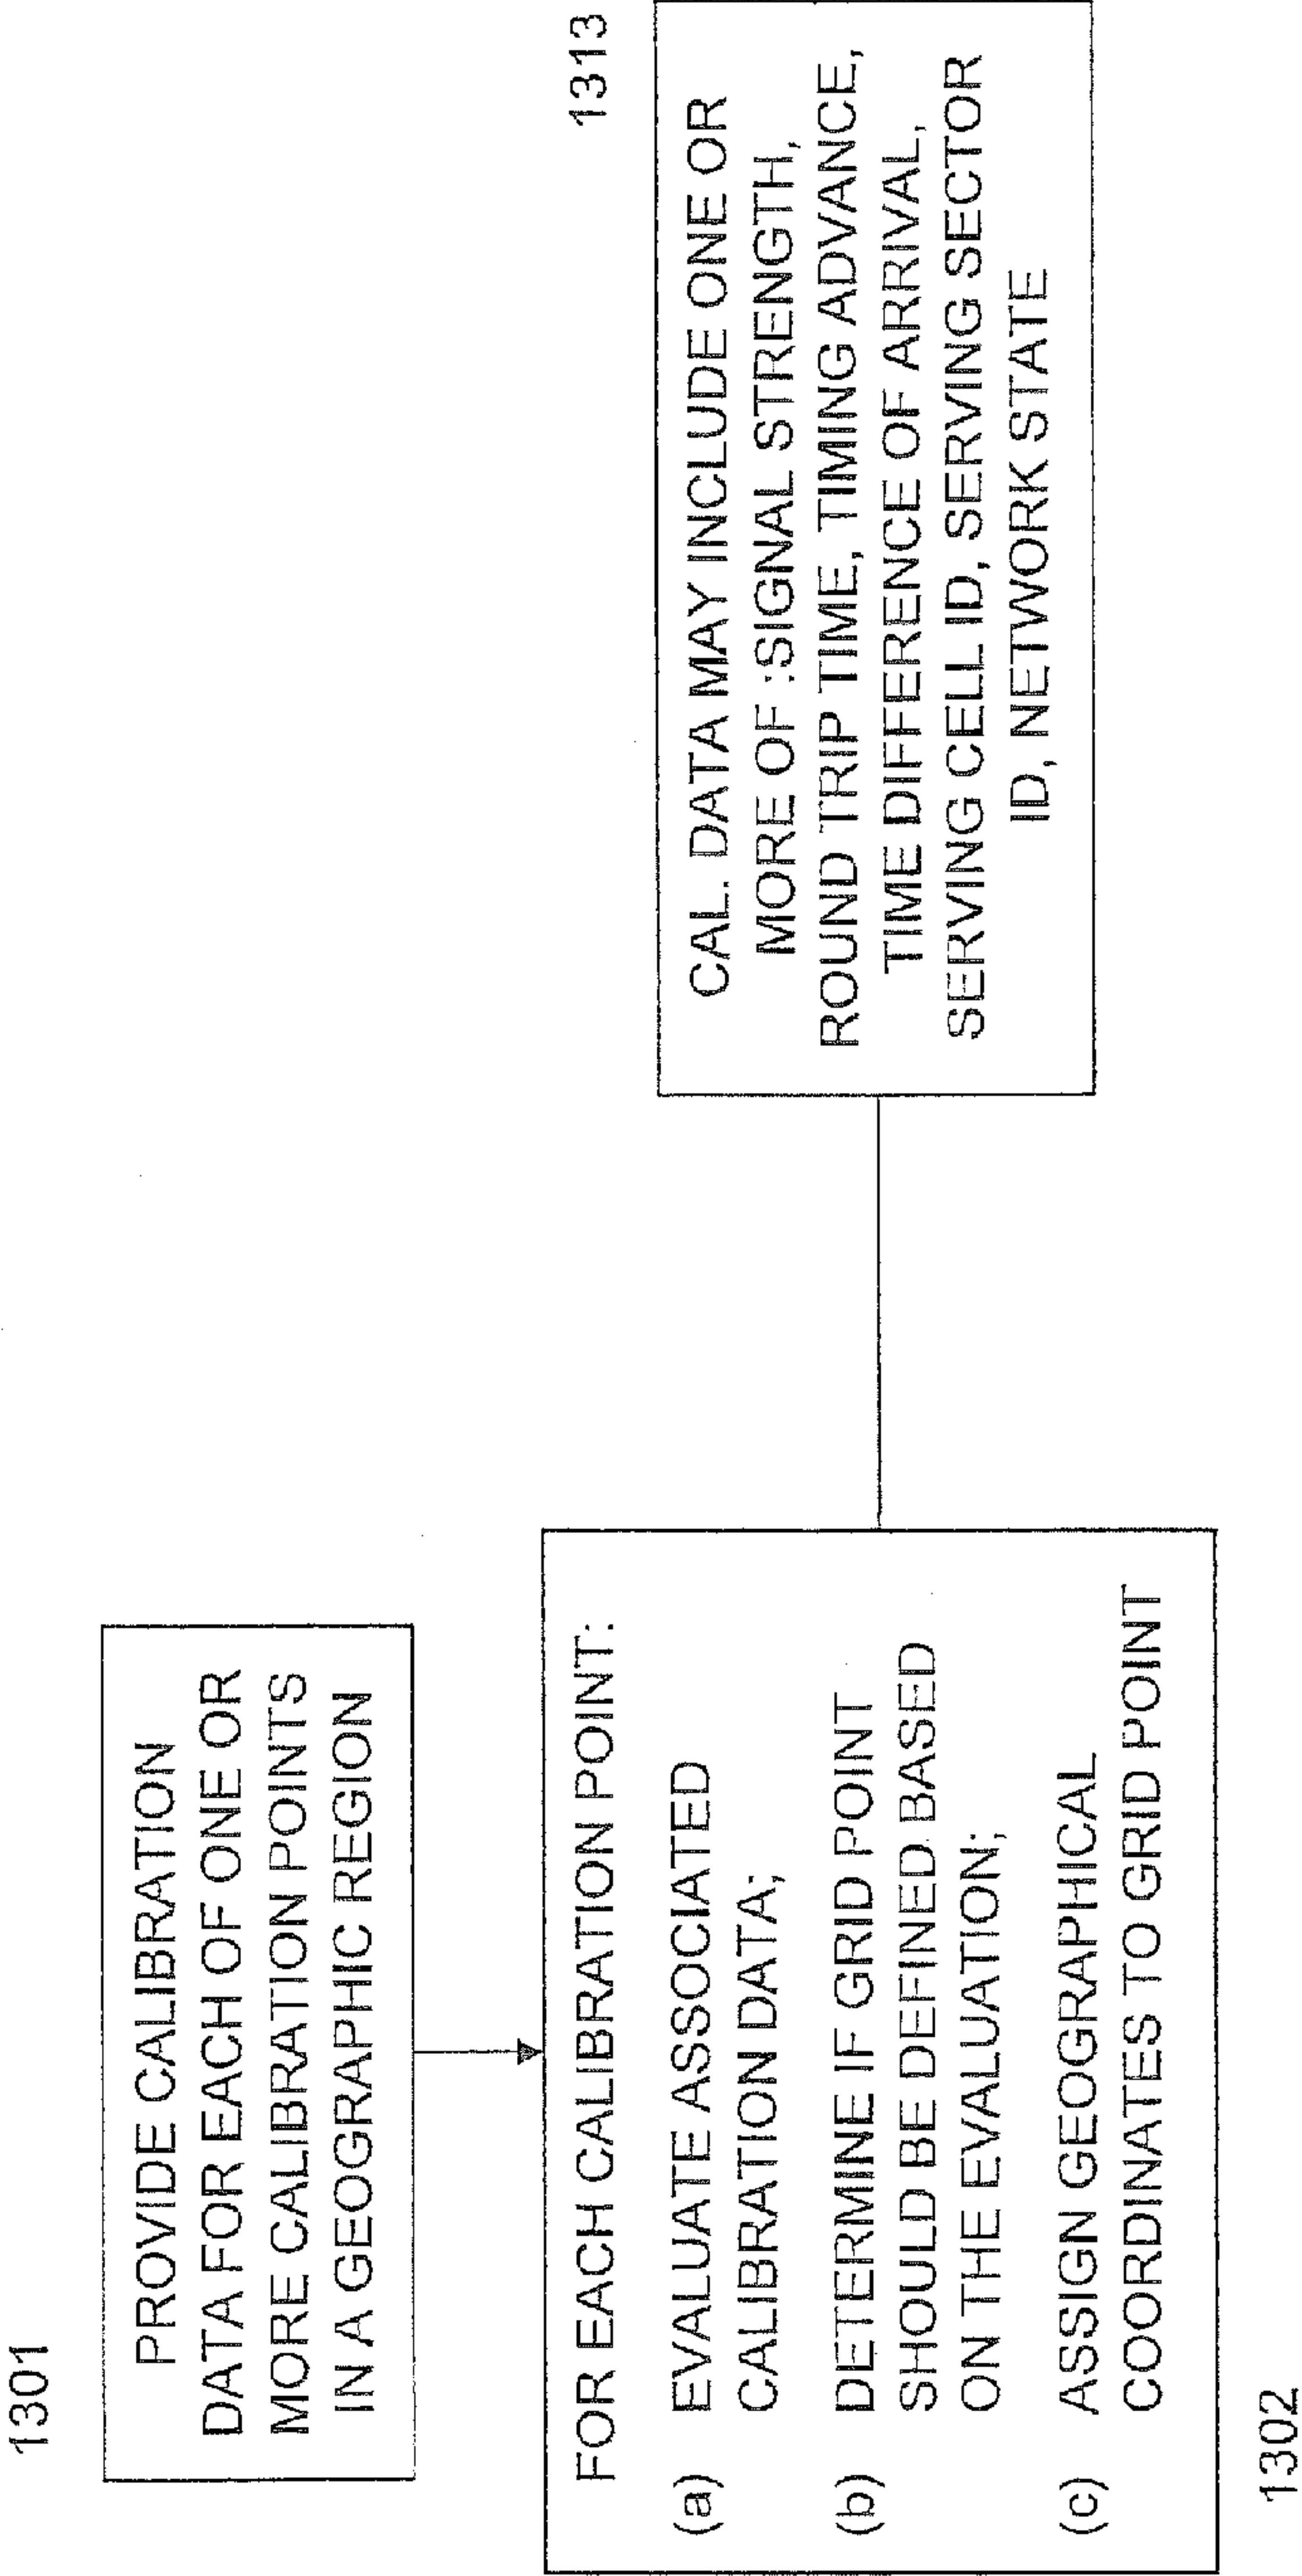 1301
PROVIDE CALIBRATION
DATA FOR EACH OF ONE OR
MORE CALIBRATION POINTS
IN A GEOGRAPHIC REGION
FOR EACH CALIBRATION POINT:
(a) EVALUATE ASSOCIATED
CALIBRATION DATA;
(b) DETERMINE IF GRID POINT
SHOULD BE DEFINED BASED
ON THE EVALUATION;
(c) ASSIGN GEOGRAPHICAL
COORDINATES TO GRID POINT
1302
1313
CAL. DATA MAY INCLUDE ONE OR
MORE OF :SIGNAL STRENGTH,
ROUND TRIP TIME, TIMING ADVANCE,
TIME DIFFERENCE OF ARRIVAL,
SERVING CELL ID, SERVING SECTOR
ID, NETWORK STATE